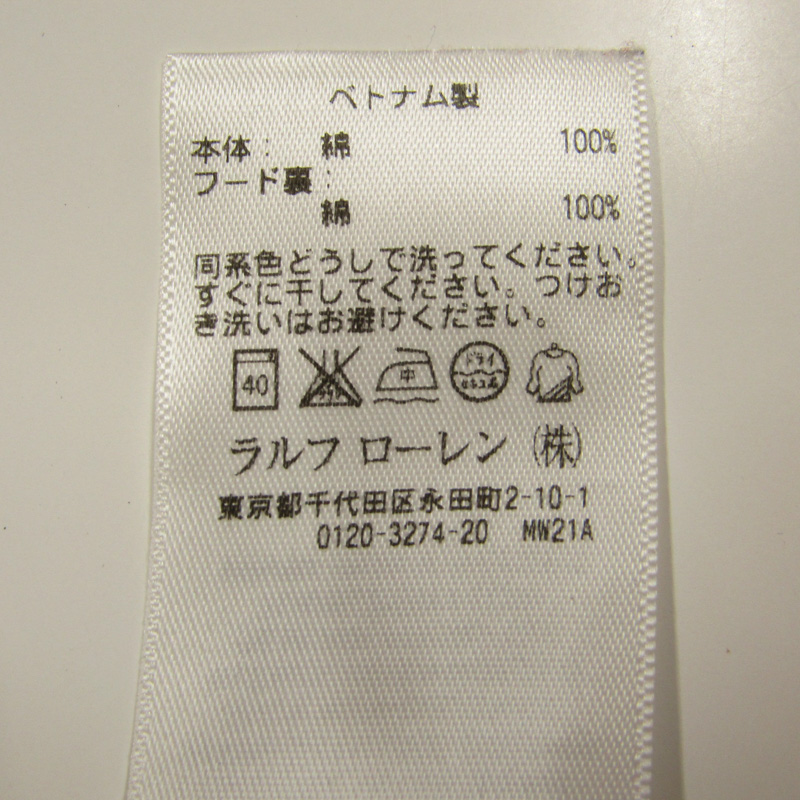 ベトナム製
本体： 綿 100%
フード裏：
綿 100%
同系色どうしで洗ってください。
すぐに干してください。つけお
き洗いはお避けください。
40 中 ドライ セキユ系
ラルフ ローレン (株)
東京都千代田区永田町2-10-1
0120-3274-20 MW21A